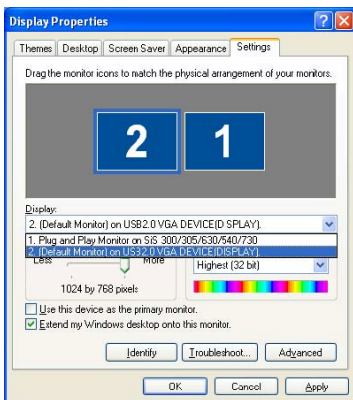 Display Properties
Themes Desktop Screen Saver Appearance Settings
Drag the monitor icons to match the physical arrangement of your monitors.
2 1
Display:
2. (Default Monitor) on USB2.0 VGA DEVICE(D SPLAY).
1. Plug and Play Monitor on SiS 300/305/630/540/730
2. (Default Monitor) on USB2.0 VGA DEVICE(DISPLAY).
Less More Highest (32 bit)
1024 by 768 pixels
Use this device as the primary monitor.
Extend my Windows desktop onto this monitor.
Identify Troubleshoot... Advanced
OK Cancel Apply